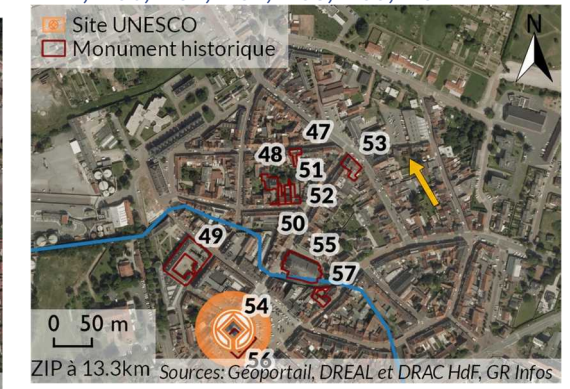 Site UNESCO
Monument historique
N
47
53
48
51
52
50
49
55
57
54
56
0 50 m
ZIP à 13.3km
Sources: Géoportail, DREAL et DRAC HdF, GR Infos